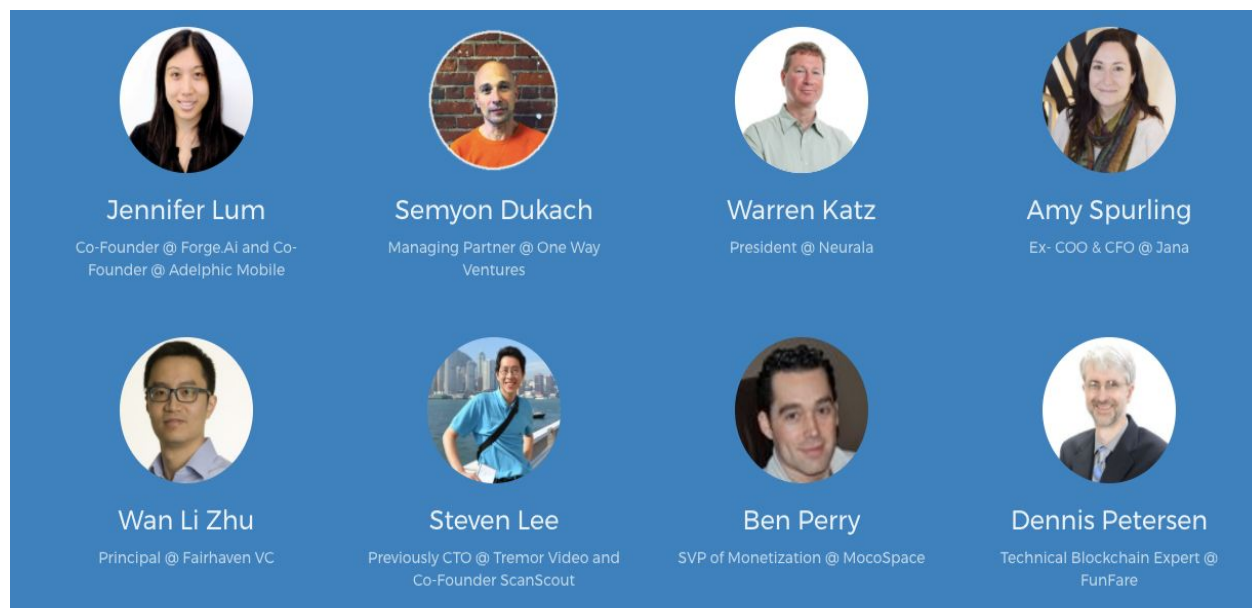 Jennifer Lum
Co-Founder @ Forge.Ai and Co-
Founder @ Adelphic Mobile
Semyon Dukach
Managing Partner @ One Way
Ventures
Warren Katz
President @ Neurala
Amy Spurling
Ex- COO & CFO @ Jana
Wan Li Zhu
Principal @ Fairhaven VC
Steven Lee
Previously CTO @ Tremor Video and
Co-Founder ScanScout
Ben Perry
SVP of Monetization @ MocoSpace
Dennis Petersen
Technical Blockchain Expert @
FunFare